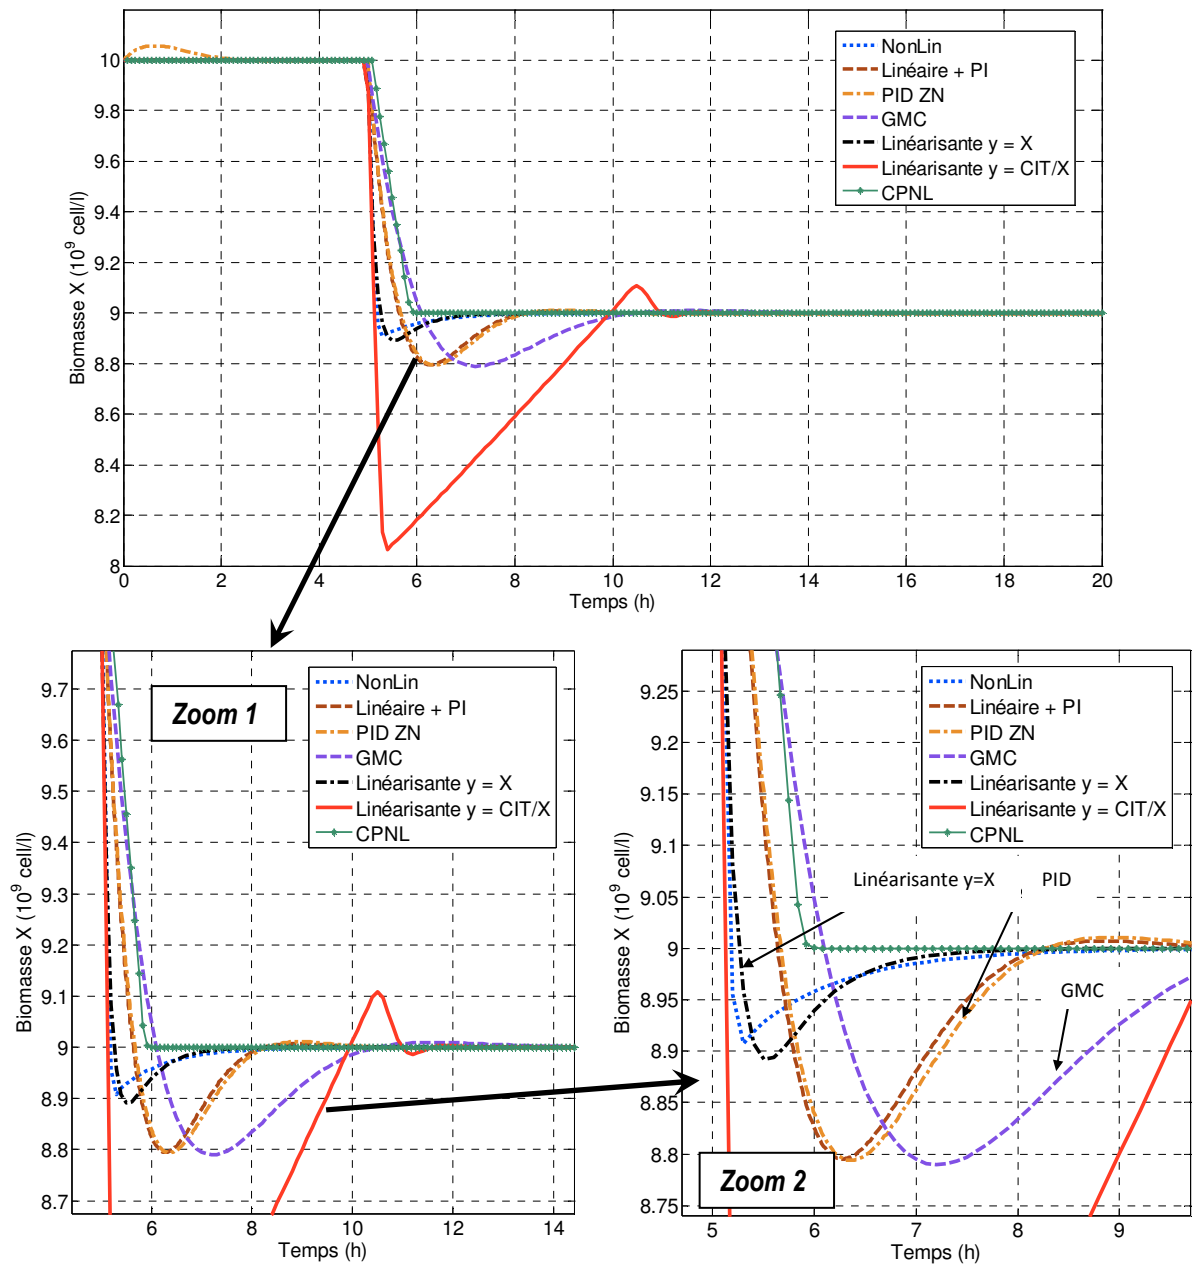 10
9.8
9.6
9.4
9.2
9
8.8
8.6
8.4
8.2
8
Biomasse X (10^9 cell/l)
NonLin
Linéaire + PI
PID ZN
GMC
Linéarisante y = X
Linéarisante y = CIT/X
CPNL
0 2 4 6 8 10 12 14 16 18 20
Temps (h)
9.7
9.6
9.5
9.4
9.3
9.2
9.1
9
8.9
8.8
8.7
Biomasse X (10^9 cell/l)
Zoom 1
NonLin
Linéaire + PI
PID ZN
GMC
Linéarisante y = X
Linéarisante y = CIT/X
CPNL
6 8 10 12 14
Temps (h)
9.25
9.2
9.15
9.1
9.05
9
8.95
8.9
8.85
8.8
8.75
Biomasse X (10^9 cell/l)
NonLin
Linéaire + PI
PID ZN
GMC
Linéarisante y = X
Linéarisante y = CIT/X
CPNL
Linéarisante y=X PID
GMC
Zoom 2
5 6 7 8 9
Temps (h)